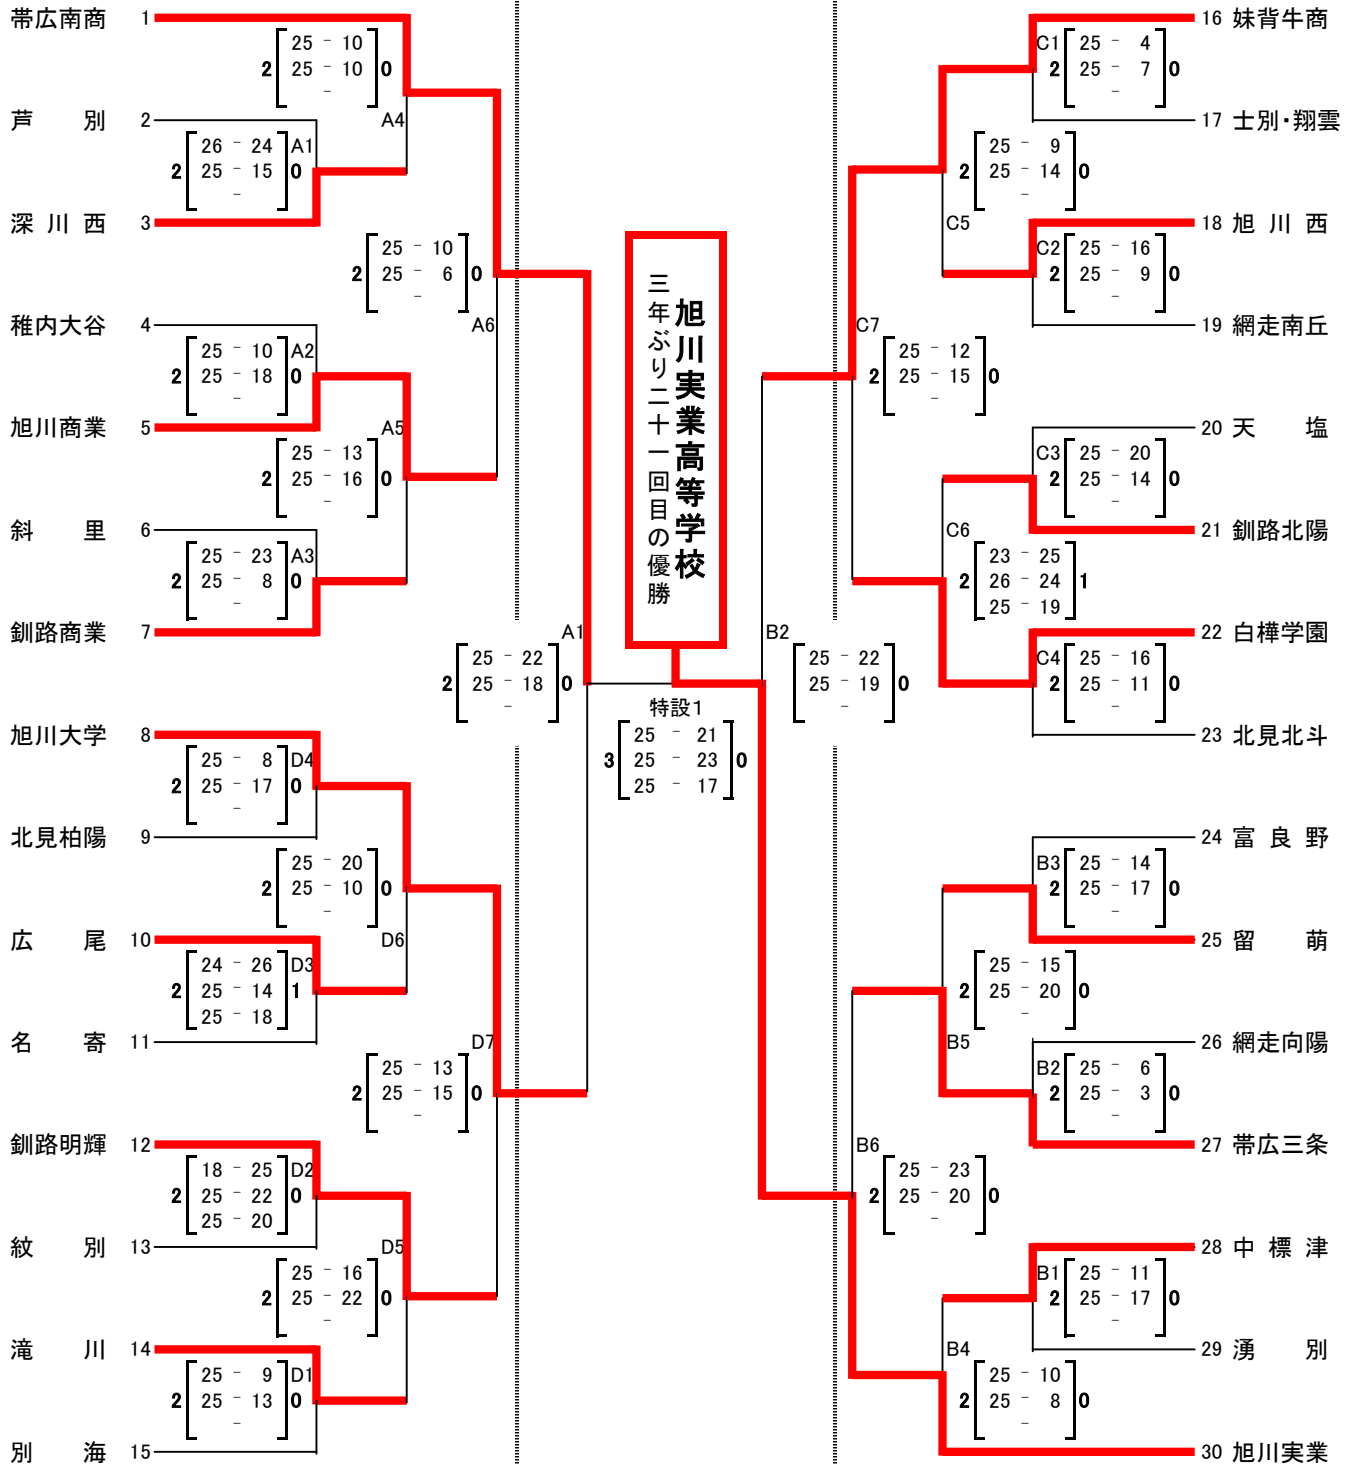 帯広南商 1
25 - 10
2 25 - 10 0
-
A4
芦別 2
26 - 24 A1
2 25 - 15 0
-
深川西 3
25 - 10
2 25 - 6 0
-
A6
稚内大谷 4
25 - 10 A2
2 25 - 18 0
-
旭川商業 5
A5
25 - 13
2 25 - 16 0
-
斜里 6
25 - 23 A3
2 25 - 8 0
-
釧路商業 7
A1
25 - 22
2 25 - 18 0
-
旭川大学 8
25 - 8 D4
2 25 - 17 0
-
北見柏陽 9
25 - 20
2 25 - 10 0
-
D6
広尾 10
24 - 26 D3
2 25 - 14 1
25 - 18
名寄 11
D7
25 - 13
2 25 - 15 0
-
釧路明輝 12
18 - 25 D2
2 25 - 22 0
25 - 20
紋別 13
D5
25 - 16
2 25 - 22 0
-
滝川 14
25 - 9 D1
2 25 - 13 0
-
別海 15
旭川実業高等学校
三年ぶり二十一回目の優勝
特設1
25 - 21
3 25 - 23 0
25 - 17
16 妹背牛商
C1 25 - 4
2 25 - 7 0
-
17 士別・翔雲
25 - 9
2 25 - 14 0
-
C5
18 旭川西
C2 25 - 16
2 25 - 9 0
-
19 網走南丘
C7
25 - 12
2 25 - 15 0
-
20 天塩
C3 25 - 20
2 25 - 14 0
-
21 釧路北陽
C6
23 - 25
2 26 - 24 1
25 - 19
22 白樺学園
C4 25 - 16
2 25 - 11 0
-
23 北見北斗
B2
25 - 22
2 25 - 19 0
-
24 富良野
B3 25 - 14
2 25 - 17 0
-
25 留萌
25 - 15
2 25 - 20 0
-
B5
26 網走向陽
B2 25 - 6
2 25 - 3 0
-
27 帯広三条
B6
25 - 23
2 25 - 20 0
-
28 中標津
B1 25 - 11
2 25 - 17 0
-
29 湧別
B4
25 - 10
2 25 - 8 0
-
30 旭川実業